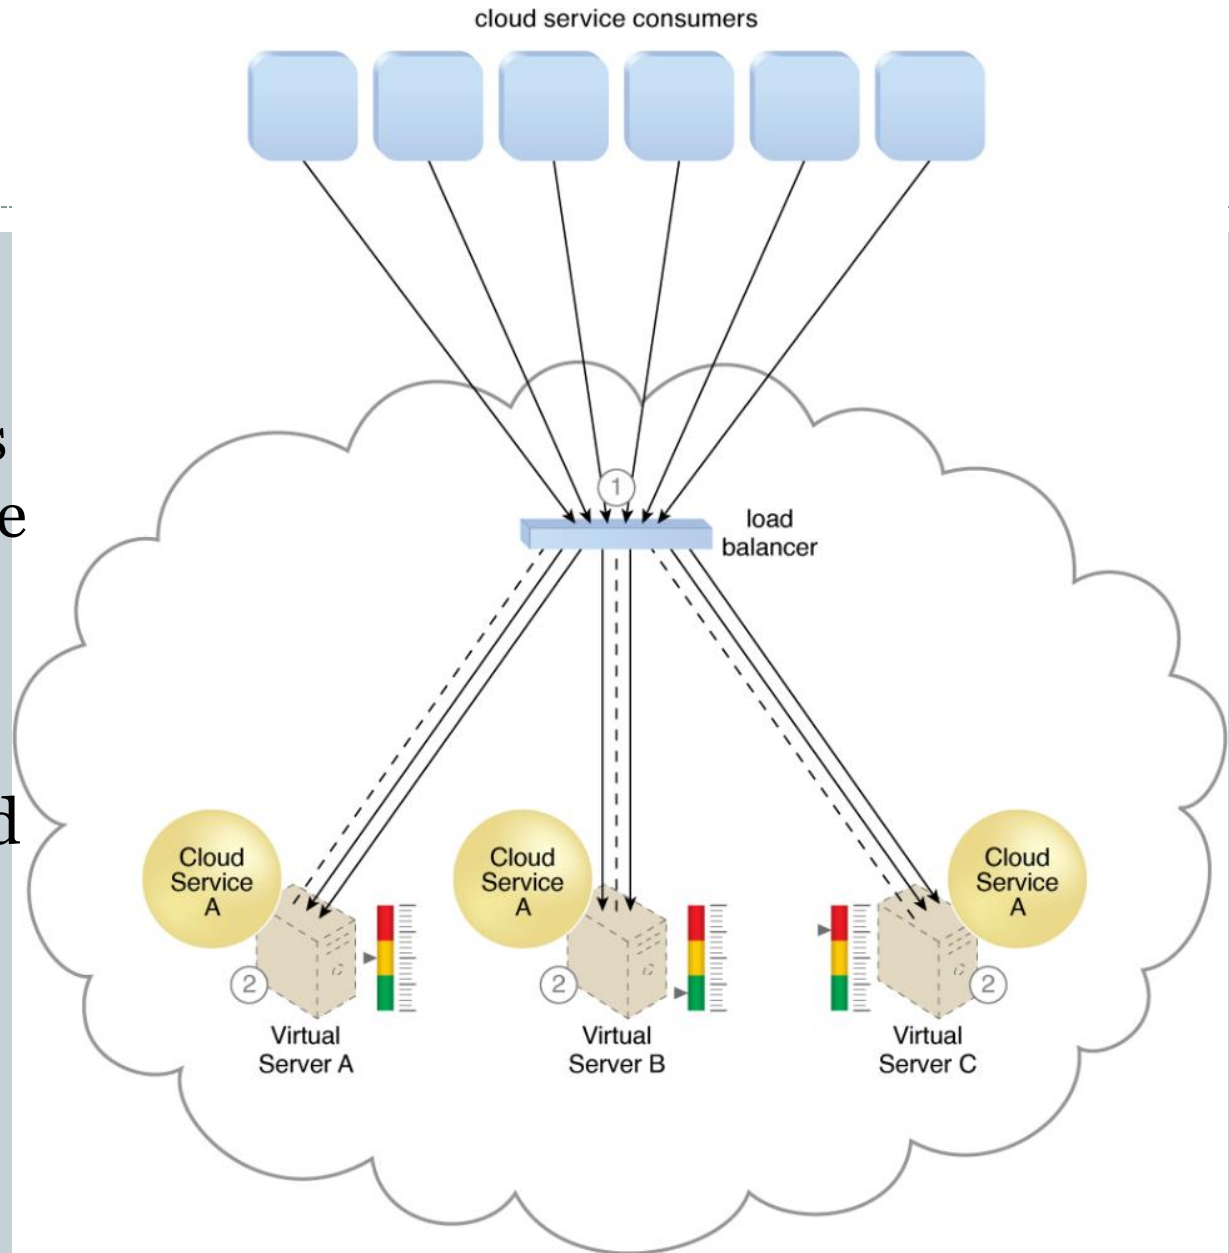 cloud service consumers
s
e
d
1
load
balancer
Cloud
Service
A
Cloud
Service
A
Cloud
Service
A
2
2
2
Virtual
Server A
Virtual
Server B
Virtual
Server C